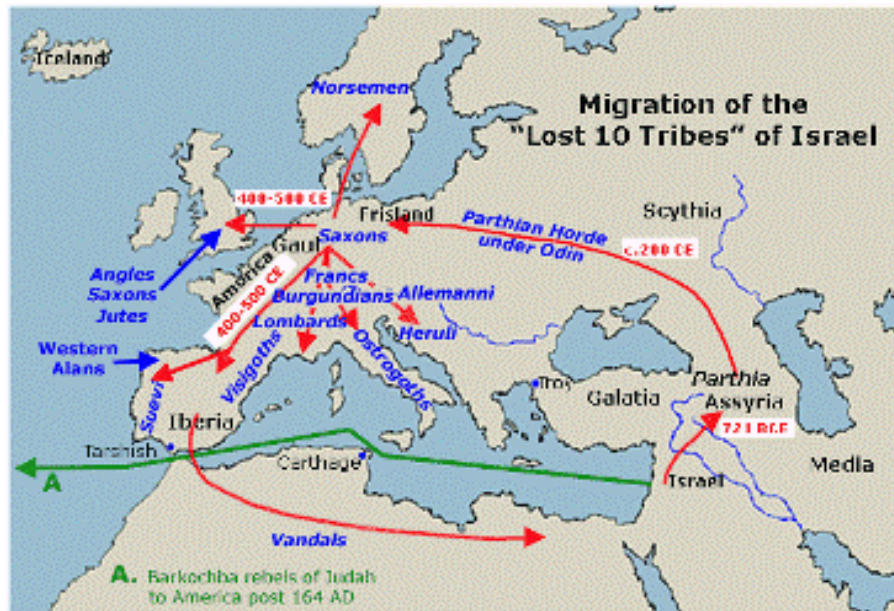 Iceland
Norsemen
Migration of the
"Lost 10 Tribes" of Israel
400-500 CE
Frisland
Scythia
Parthian Horde
under Odin
c.200 CE
Saxons
Gaul
Angles
Saxons
Jutes
Amorica
400-500 CE
Francs
Burgundians
Allemanni
Lombards
Heruli
Western
Alans
Visigoths
Ostrogoths
Suevi
Iberia
Troy
Galatia
Parthia
Assyria
721 BCE
Tarshish
Carthage
Israel
Media
A
Vandals
A. Barkochba rebels of Judah
to America post 164 AD